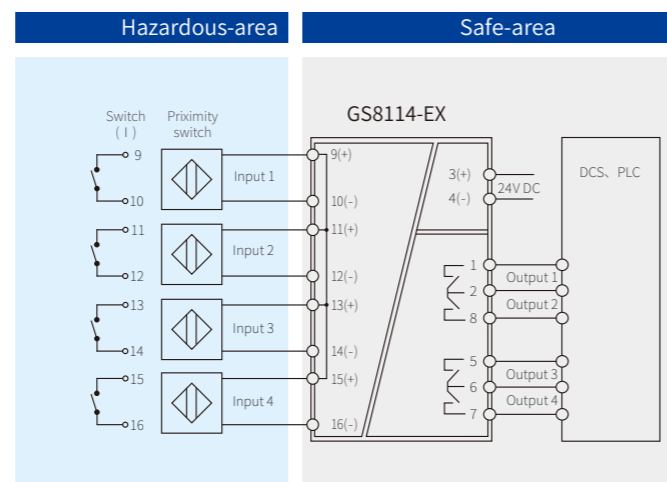 Hazardous-area
Safe-area
Switch
( I )
Priximity
switch
GS8114-EX
DCS、PLC
9
10
Input 1
9(+)
10(-)
3(+)
4(-)
24V DC
11
12
Input 2
11(+)
12(-)
13
14
Input 3
13(+)
14(-)
15
16
Input 4
15(+)
16(-)
1
2
8
Output 1
Output 2
5
6
7
Output 3
Output 4